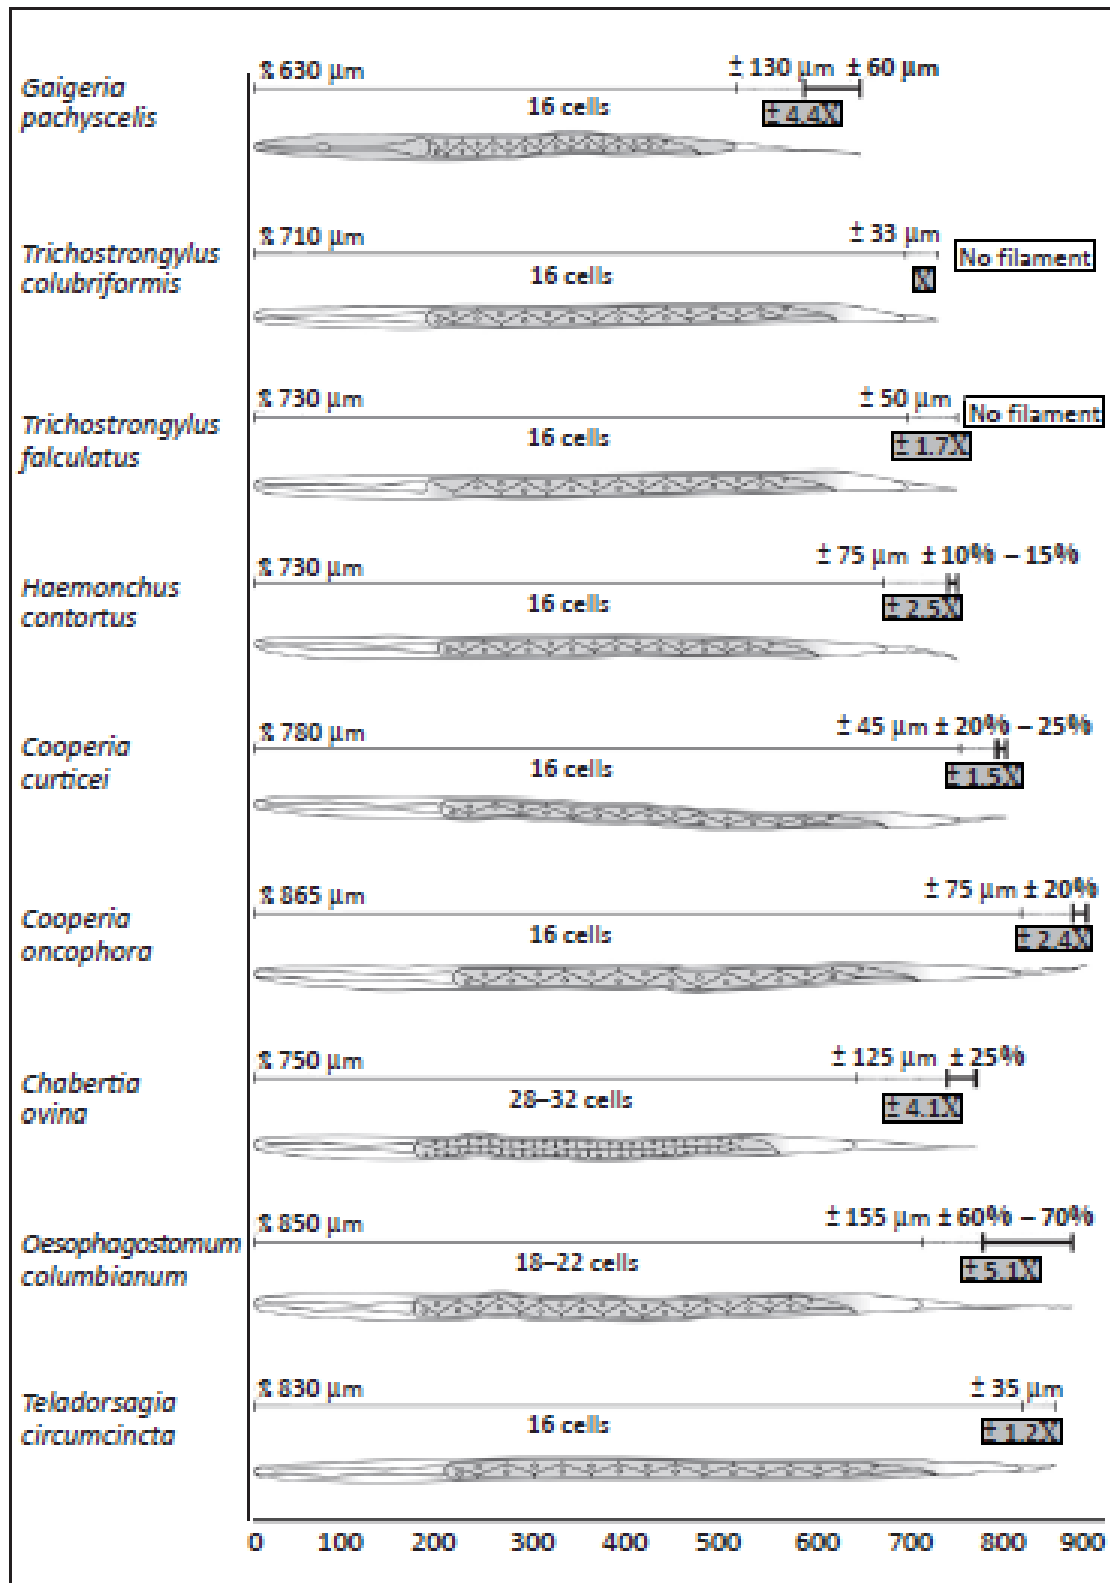 Gaigeria
pachyscelis
630 µm
± 130 µm ± 60 µm
16 cells
± 4.4X
Trichostrongylus
colubriformis
710 µm
± 33 µm
No filament
16 cells
X
Trichostrongylus
falculatus
730 µm
± 50 µm
No filament
16 cells
± 1.7X
Haemonchus
contortus
730 µm
± 75 µm ± 10% – 15%
16 cells
± 2.5X
Cooperia
curticei
780 µm
± 45 µm ± 20% – 25%
16 cells
± 1.5X
Cooperia
oncophora
865 µm
± 75 µm ± 20%
16 cells
± 2.4X
Chabertia
ovina
750 µm
± 125 µm ± 25%
28–32 cells
± 4.1X
Oesophagostomum
columbianum
850 µm
± 155 µm ± 60% – 70%
18–22 cells
± 5.1X
Teladorsagia
circumcincta
830 µm
± 35 µm
16 cells
± 1.2X
0 100 200 300 400 500 600 700 800 900